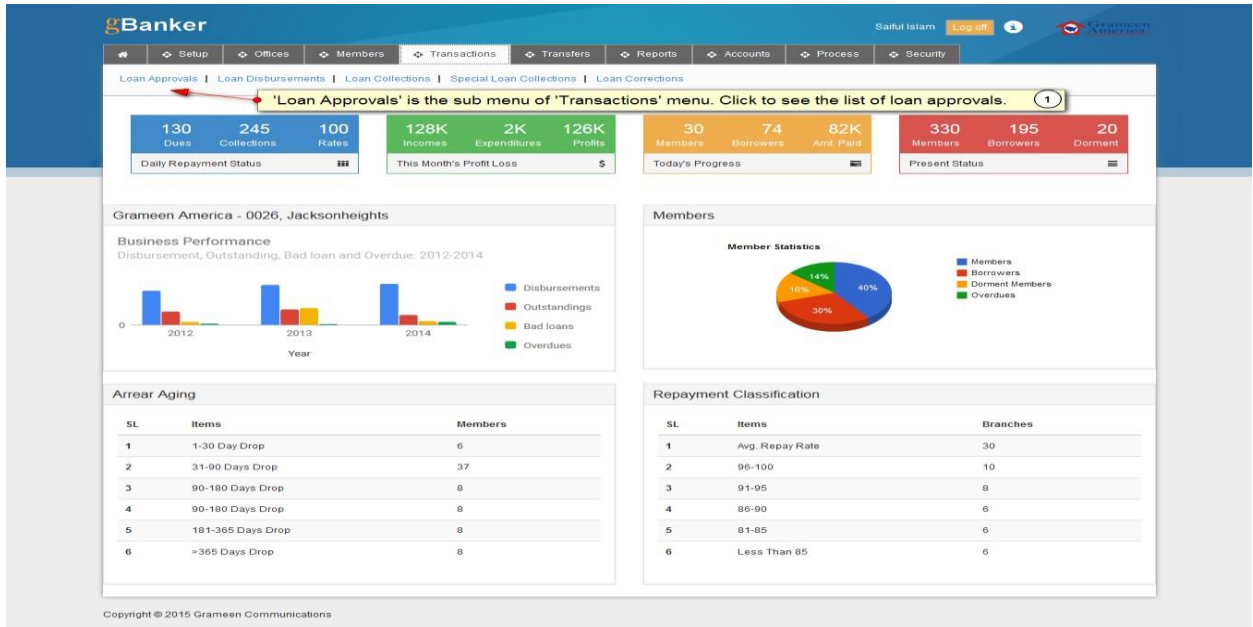 gBanker
Saiful Islam Log off
Grameen America
Setup Offices Members Transactions Transfers Reports Accounts Process Security
Loan Approvals | Loan Disbursements | Loan Collections | Special Loan Collections | Loan Corrections
'Loan Approvals' is the sub menu of 'Transactions' menu. Click to see the list of loan approvals. 1
130 245 100
Dues Collections Rates
Daily Repayment Status
128K 2K 126K
Incomes Expenditures Profits
This Month's Profit Loss $
30 74 82K
Members Borrowers Amt. Paid
Today's Progress
330 195 20
Members Borrowers Dorment
Present Status
Grameen America - 0026, Jacksonheights
Business Performance
Disbursement, Outstanding, Bad loan and Overdue: 2012-2014
Disbursements
Outstandings
Bad loans
Overdues
0
2012 2013 2014
Year
Members
Member Statistics
14% 40%
16%
30%
Members
Borrowers
Dorment Members
Overdues
Arrear Aging
SL Items Members
1 1-30 Day Drop 6
2 31-90 Days Drop 37
3 90-180 Days Drop 8
4 90-180 Days Drop 8
5 181-365 Days Drop 8
6 >365 Days Drop 8
Repayment Classification
SL Items Branches
1 Avg. Repay Rate 30
2 96-100 10
3 91-95 8
4 86-90 6
5 81-85 6
6 Less Than 85 6
Copyright © 2015 Grameen Communications